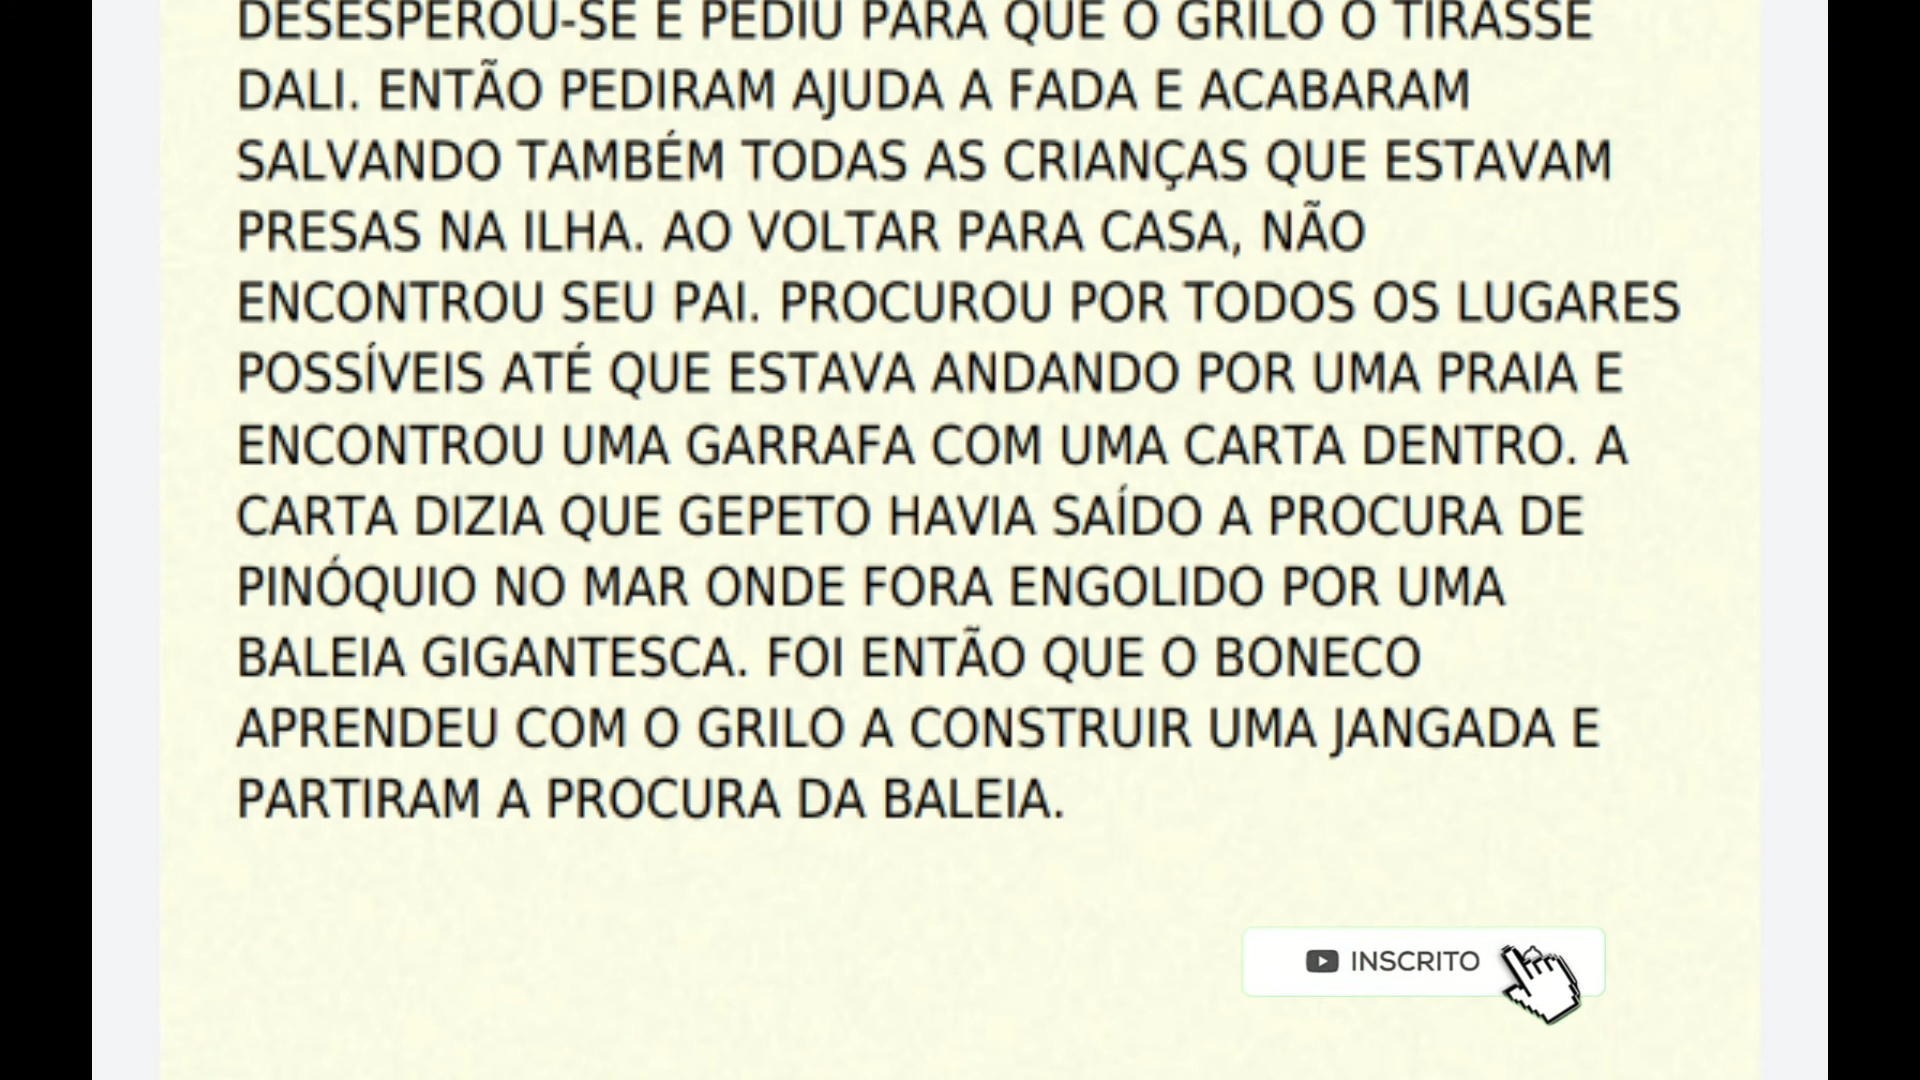 DESESPEROU-SE E PEDIU PARA QUE O GRILO O TIRASSE
DALI. ENTÃO PEDIRAM AJUDA A FADA E ACABARAM
SALVANDO TAMBÉM TODAS AS CRIANÇAS QUE ESTAVAM
PRESAS NA ILHA. AO VOLTAR PARA CASA, NÃO
ENCONTROU SEU PAI. PROCUROU POR TODOS OS LUGARES
POSSÍVEIS ATÉ QUE ESTAVA ANDANDO POR UMA PRAIA E
ENCONTROU UMA GARRAFA COM UMA CARTA DENTRO. A
CARTA DIZIA QUE GEPETO HAVIA SAÍDO A PROCURA DE
PINÓQUIO NO MAR ONDE FORA ENGOLIDO POR UMA
BALEIA GIGANTESCA. FOI ENTÃO QUE O BONECO
APRENDEU COM O GRILO A CONSTRUIR UMA JANGADA E
PARTIRAM A PROCURA DA BALEIA.
INSCRITO